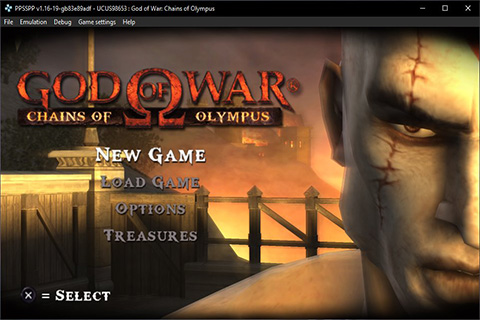 PPSSPP v1.16-19-gb83e89adf - UCUS98653 : God of War: Chains of Olympus
File Emulation Debug Game settings Help
GOD OF WAR
CHAINS OF OLYMPUS
NEW GAME
LOAD GAME
OPTIONS
TREASURES
= SELECT